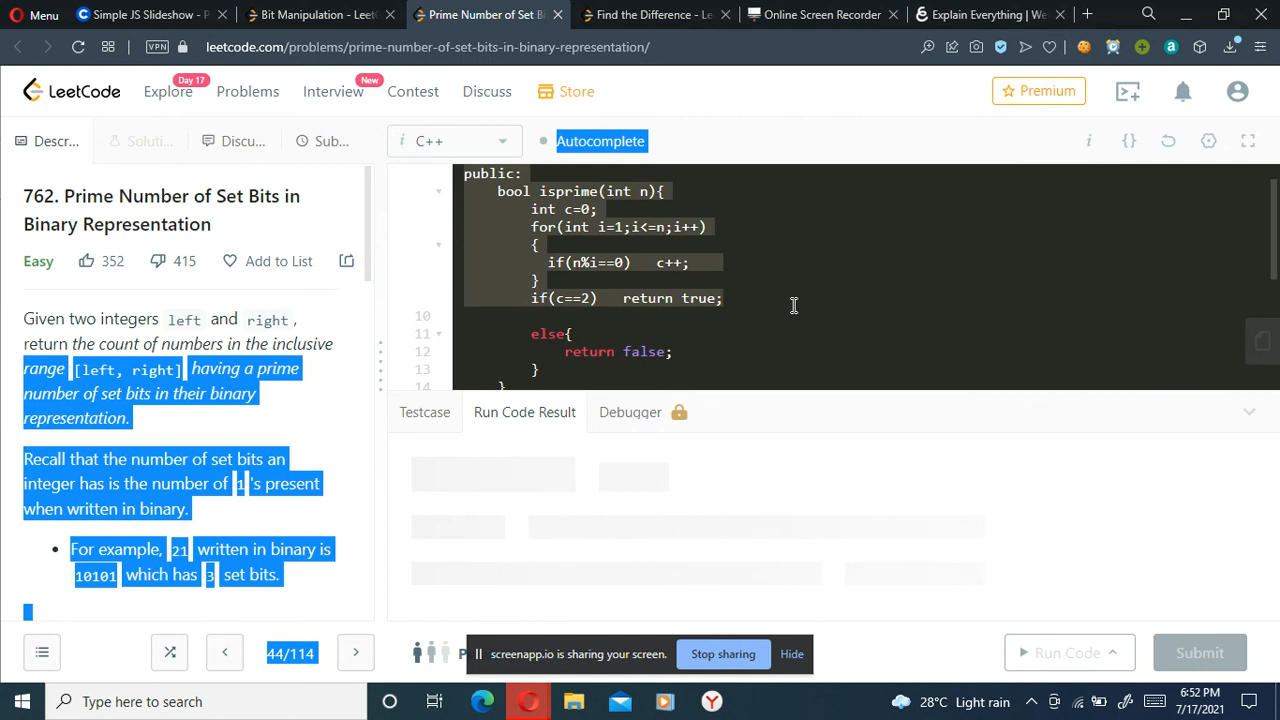 Menu
Simple JS Slideshow - P
Bit Manipulation - LeetC
Prime Number of Set B
Find the Difference - Le
Online Screen Recorder
Explain Everything | We
VPN
leetcode.com/problems/prime-number-of-set-bits-in-binary-representation/
LeetCode
Explore
Day 17
Problems
Interview
New
Contest
Discuss
Store
Premium
Descr...
Soluti...
Discu...
Sub...
i C++
Autocomplete
762. Prime Number of Set Bits in
Binary Representation
Easy 352 415 Add to List
Given two integers left and right,
return the count of numbers in the inclusive
range [left, right] having a prime
number of set bits in their binary
representation.
Recall that the number of set bits an
integer has is the number of 1's present
when written in binary.
• For example, 21 written in binary is
10101 which has 3 set bits.
44/114
public:
bool isprime(int n){
int c=0;
for(int i=1;i<=n;i++)
{
if(n%i==0) c++;
}
if(c==2) return true;
10
11 else{
12 return false;
13 }
14 }
Testcase
Run Code Result
Debugger
P
screenapp.io is sharing your screen.
Stop sharing
Hide
Run Code
Submit
Type here to search
28°C Light rain
6:52 PM
7/17/2021